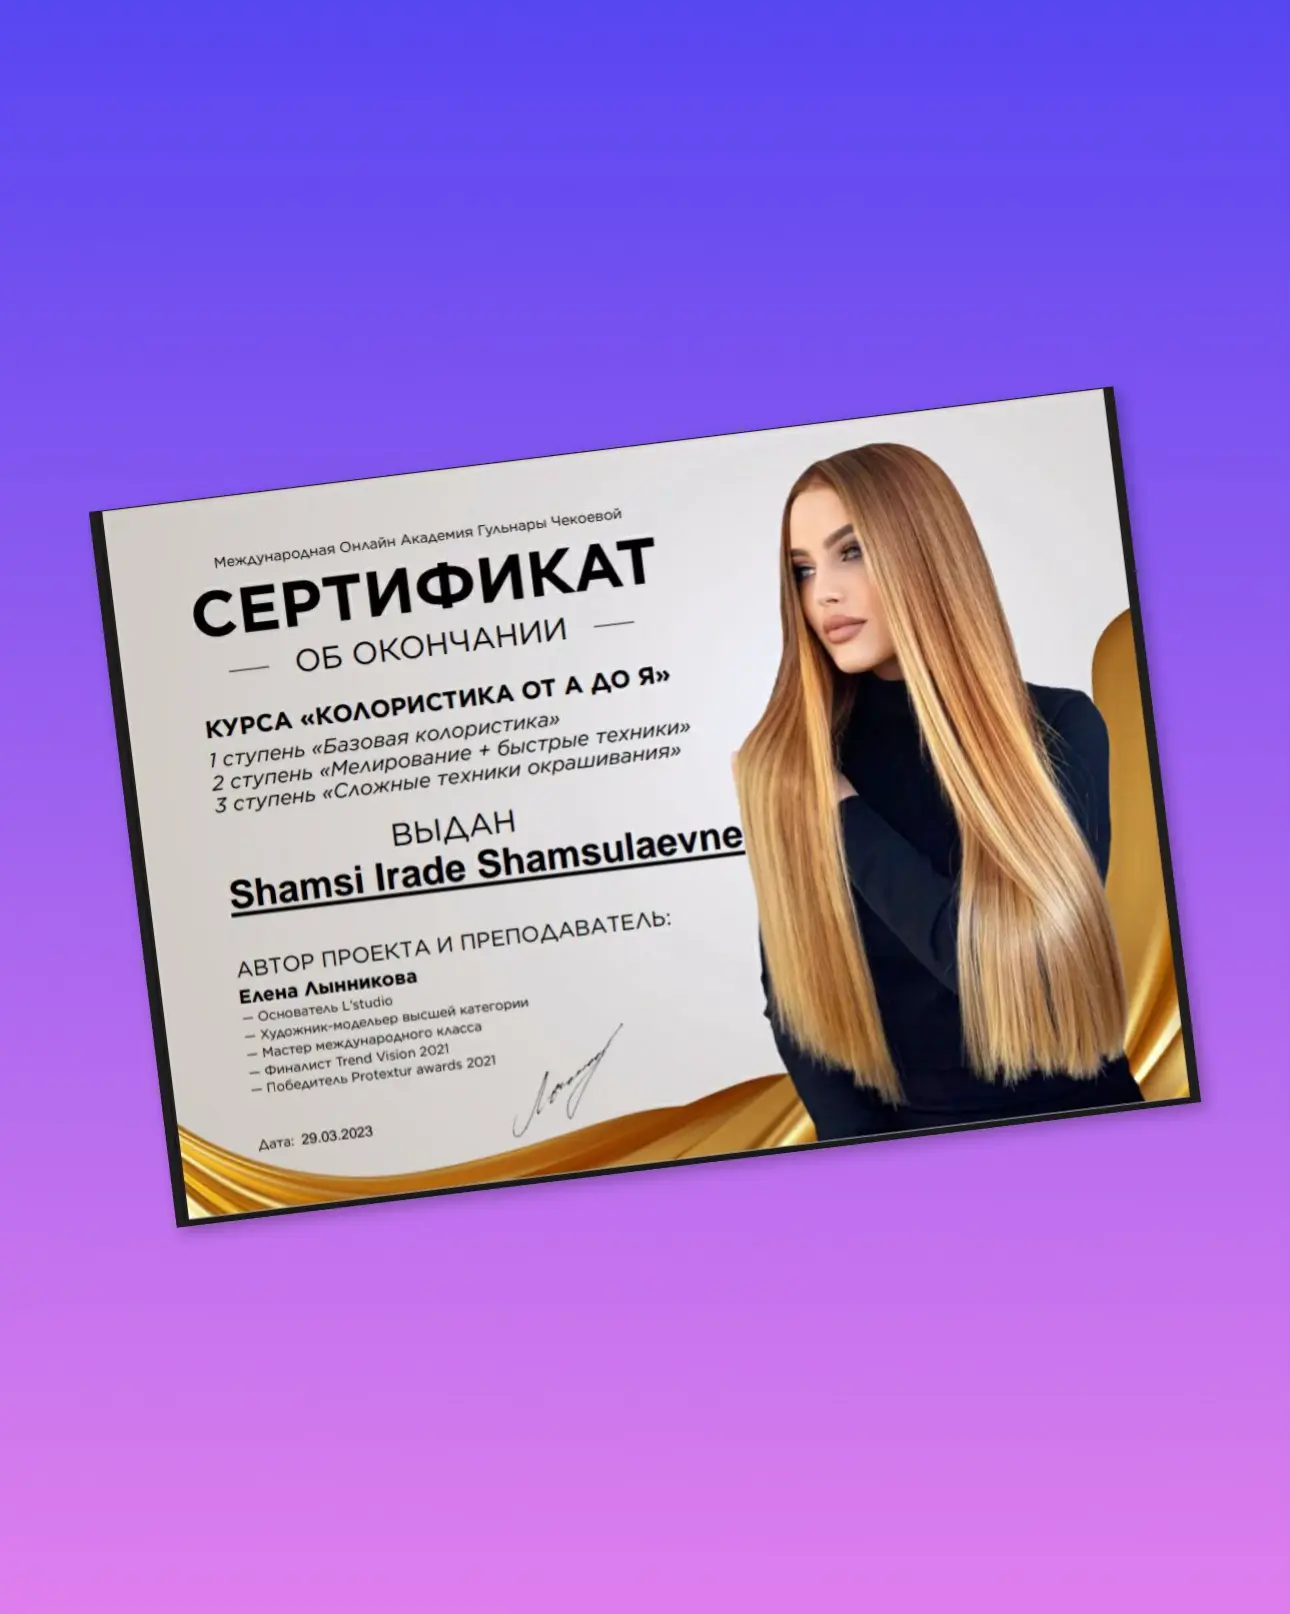 Международная Онлайн Академия Гульнары Чекоевой
СЕРТИФИКАТ
— ОБ ОКОНЧАНИИ —
КУРСА «КОЛОРИСТИКА ОТ А ДО Я»
1 ступень «Базовая колористика»
2 ступень «Мелирование + быстрые техники»
3 ступень «Сложные техники окрашивания»
ВЫДАН
Shamsi Irade Shamsulaevne
АВТОР ПРОЕКТА И ПРЕПОДАВАТЕЛЬ:
Елена Лынникова
— Основатель L'studio
— Художник-модельер высшей категории
— Мастер международного класса
— Финалист Trend Vision 2021
— Победитель Protextur awards 2021
Дата: 29.03.2023